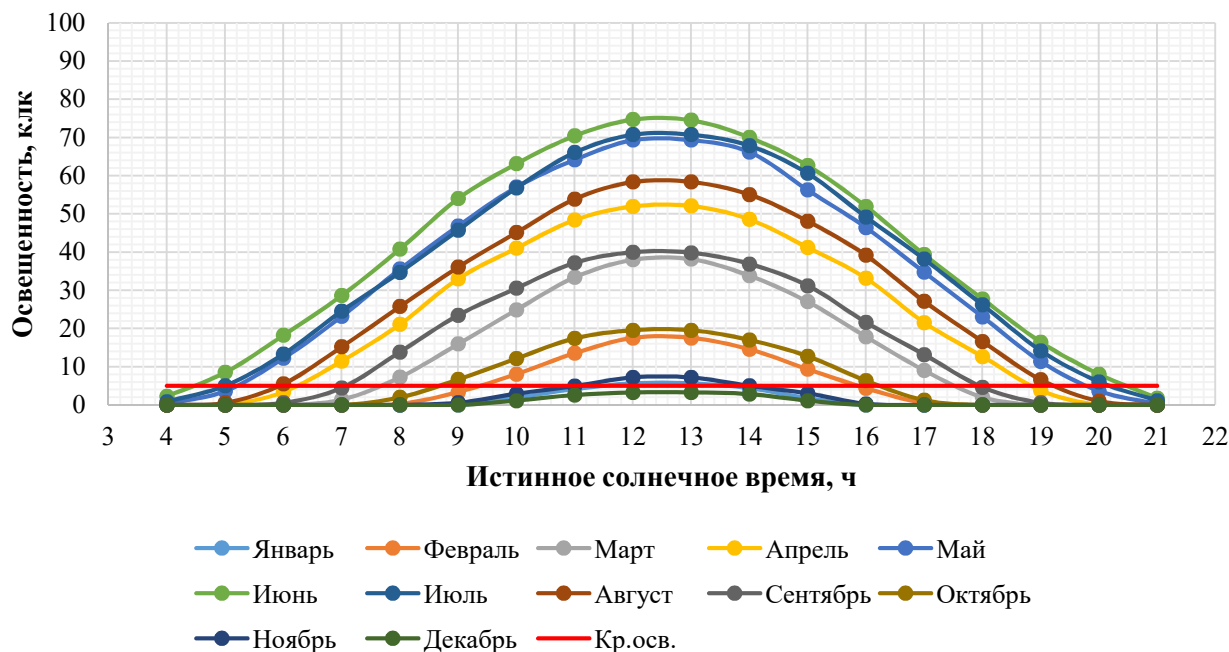 100
90
80
70
60
50
40
30
20
10
0
Освещенность, клк
3 4 5 6 7 8 9 10 11 12 13 14 15 16 17 18 19 20 21 22
Истинное солнечное время, ч
Январь Февраль Март Апрель Май
Июнь Июль Август Сентябрь Октябрь
Ноябрь Декабрь Кр.осв.